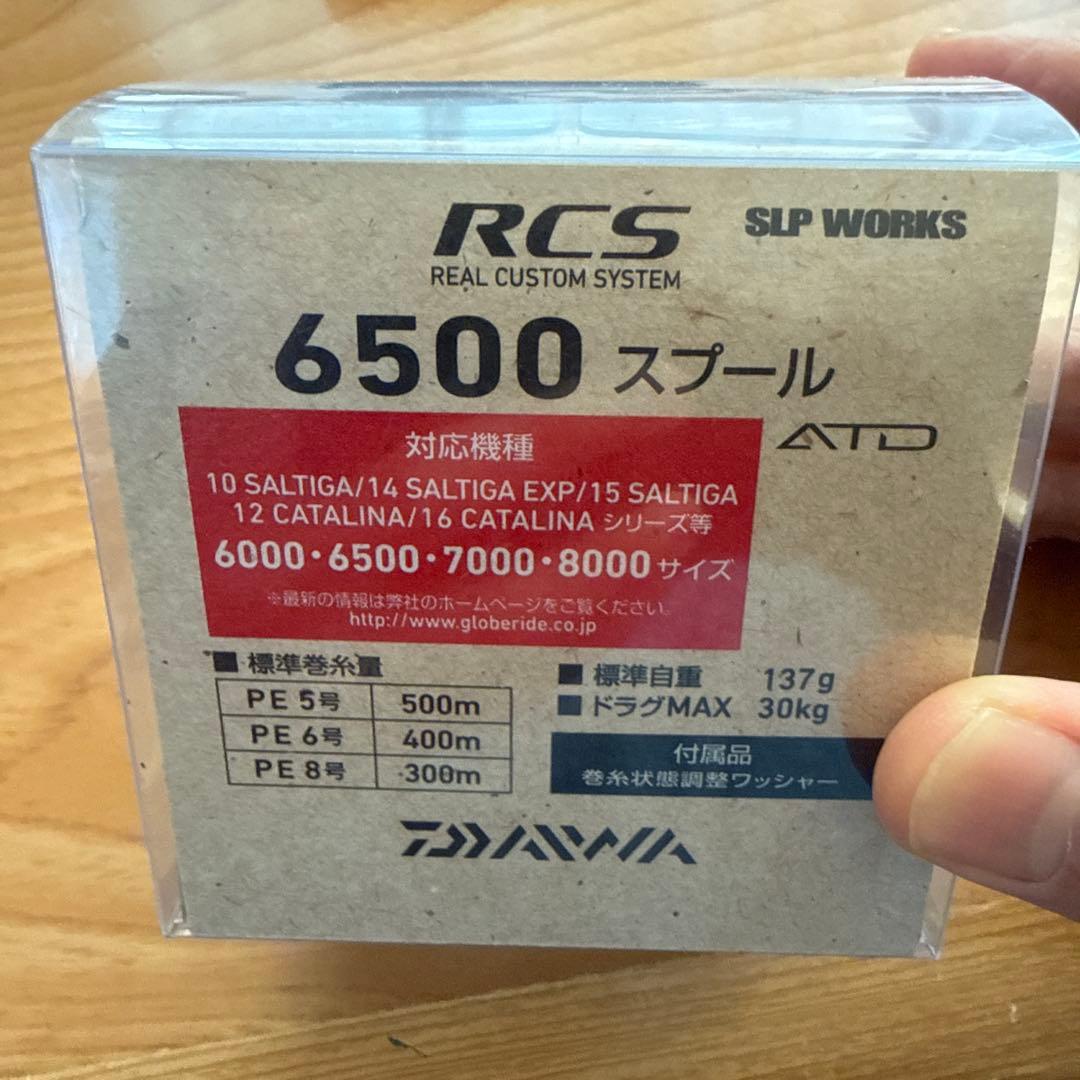 RCS SLP WORKS
REAL CUSTOM SYSTEM
6500 スプール
ATD
対応機種
10 SALTIGA/14 SALTIGA EXP/15 SALTIGA
12 CATALINA/16 CATALINA シリーズ等
6000・6500・7000・8000 サイズ
※最新の情報は弊社のホームページをご覧ください。
http://www.globeride.co.jp
■ 標準巻糸量
PE 5号 500m
PE 6号 400m
PE 8号 300m
■ 標準自重 137g
■ ドラグMAX 30kg
付属品
巻糸状態調整ワッシャー
DAIWA